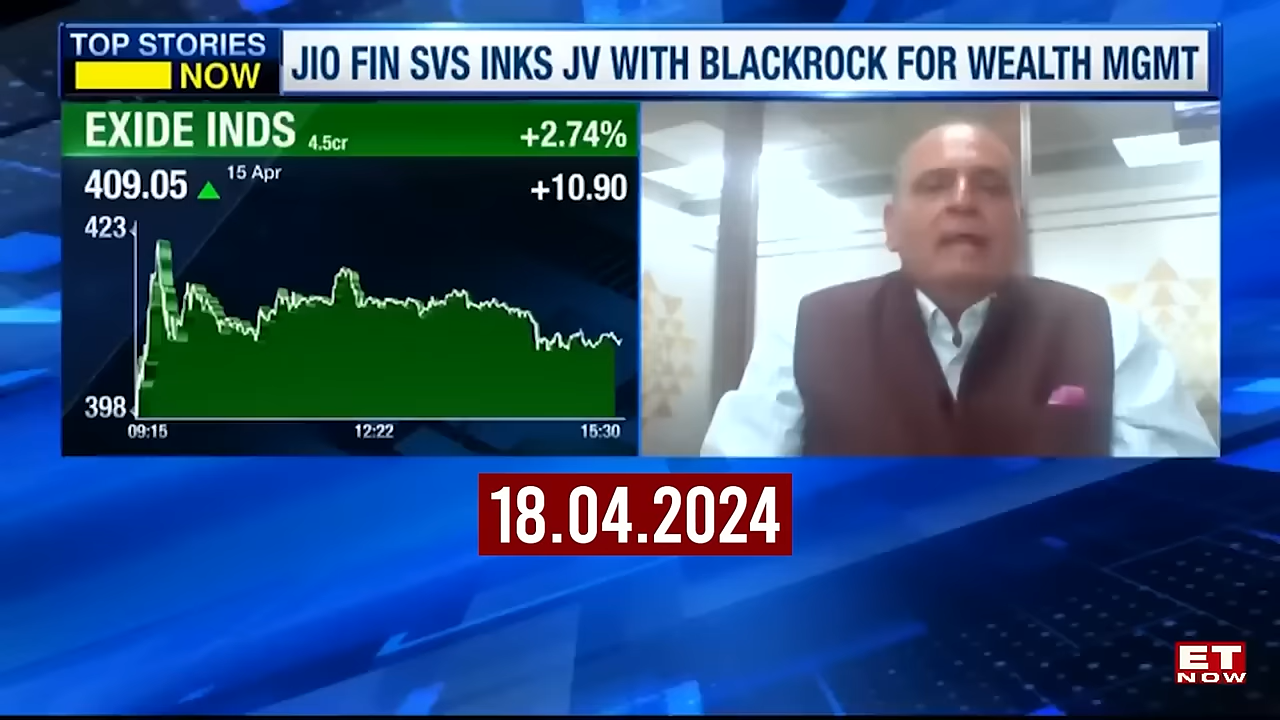 TOP STORIES
NOW
JIO FIN SVS INKS JV WITH BLACKROCK FOR WEALTH MGMT
EXIDE INDS 4.5cr +2.74%
409.05 15 Apr +10.90
423
398
09:15 12:22 15:30
18.04.2024
ET
NOW